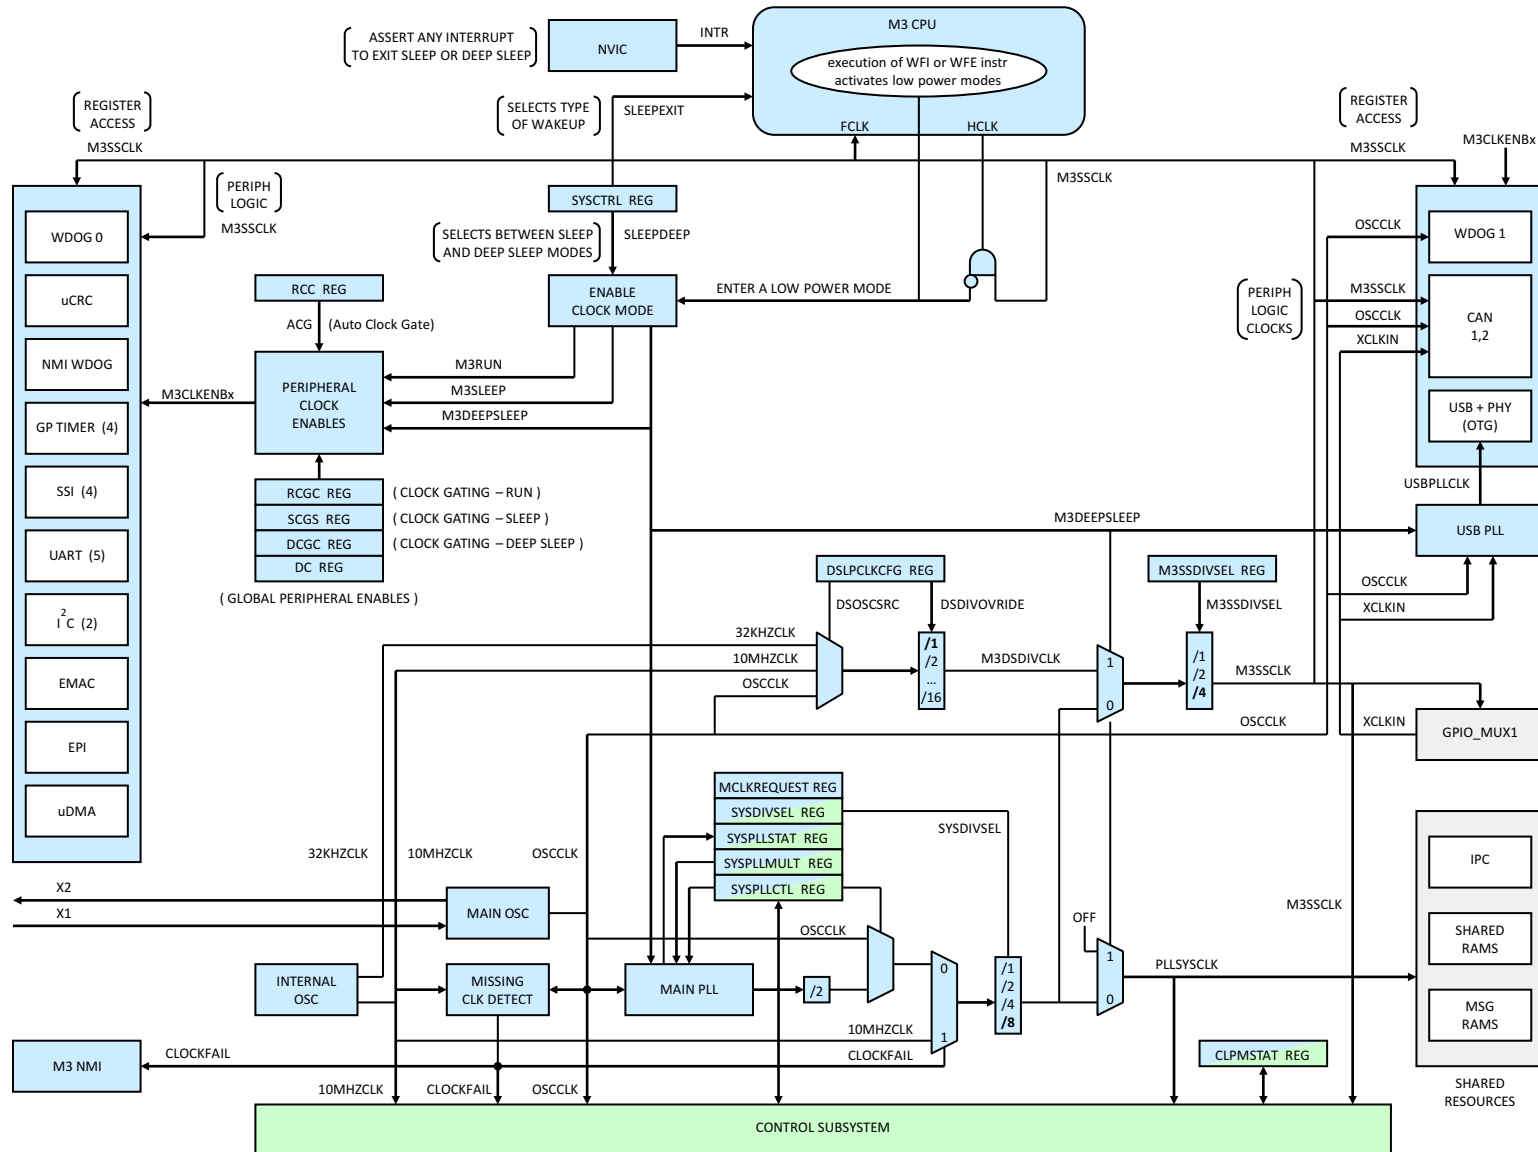 M3 CPU
ASSERT ANY INTERRUPT
TO EXIT SLEEP OR DEEP SLEEP
NVIC
INTR
execution of WFI or WFE instr
activates low power modes
REGISTER
ACCESS
SELECTS TYPE
OF WAKEUP
SLEEPEXIT
FCLK
HCLK
REGISTER
ACCESS
M3SSCLK
M3SSCLK
M3CLKENBx
PERIPH
LOGIC
M3SSCLK
SYSCTRL REG
M3SSCLK
WDOG 0
SELECTS BETWEEN SLEEP
AND DEEP SLEEP MODES
SLEEPDEEP
OSCCLK
WDOG 1
uCRC
RCC REG
ENABLE
CLOCK MODE
ENTER A LOW POWER MODE
PERIPH
LOGIC
CLOCKS
M3SSCLK
OSCCLK
XCLKIN
CAN
1,2
ACG
(Auto Clock Gate)
NMI WDOG
M3RUN
M3SLEEP
M3DEEPSLEEP
M3CLKENBx
PERIPHERAL
CLOCK
ENABLES
USB + PHY
(OTG)
GP TIMER (4)
SSI (4)
RCGC REG
( CLOCK GATING – RUN )
SCGS REG
( CLOCK GATING – SLEEP )
DCGC REG
( CLOCK GATING – DEEP SLEEP )
DC REG
( GLOBAL PERIPHERAL ENABLES )
USBPLLCLK
M3DEEPSLEEP
USB PLL
UART (5)
DSLPCLKCFG REG
M3SSDIVSEL REG
OSCCLK
XCLKIN
DSOSCSRC
DSDIVOVRIDE
M3SSDIVSEL
I2C (2)
32KHZCLK
10MHZCLK
OSCCLK
/1
/2
...
/16
M3DSDIVCLK
1
0
/1
/2
/4
M3SSCLK
EMAC
OSCCLK
XCLKIN
GPIO_MUX1
EPI
uDMA
MCLKREQUEST REG
SYSDIVSEL REG
SYSPLLSTAT REG
SYSPLLMULT REG
SYSPLLCTL REG
SYSDIVSEL
32KHZCLK
10MHZCLK
OSCCLK
IPC
X2
X1
MAIN OSC
OSCCLK
OFF
M3SSCLK
SHARED
RAMS
INTERNAL
OSC
MISSING
CLK DETECT
MAIN PLL
/2
0
1
/1
/2
/4
/8
1
0
PLLSYSCLK
MSG
RAMS
10MHZCLK
CLOCKFAIL
M3 NMI
CLOCKFAIL
CLPMSTAT REG
10MHZCLK
CLOCKFAIL
OSCCLK
SHARED
RESOURCES
CONTROL SUBSYSTEM